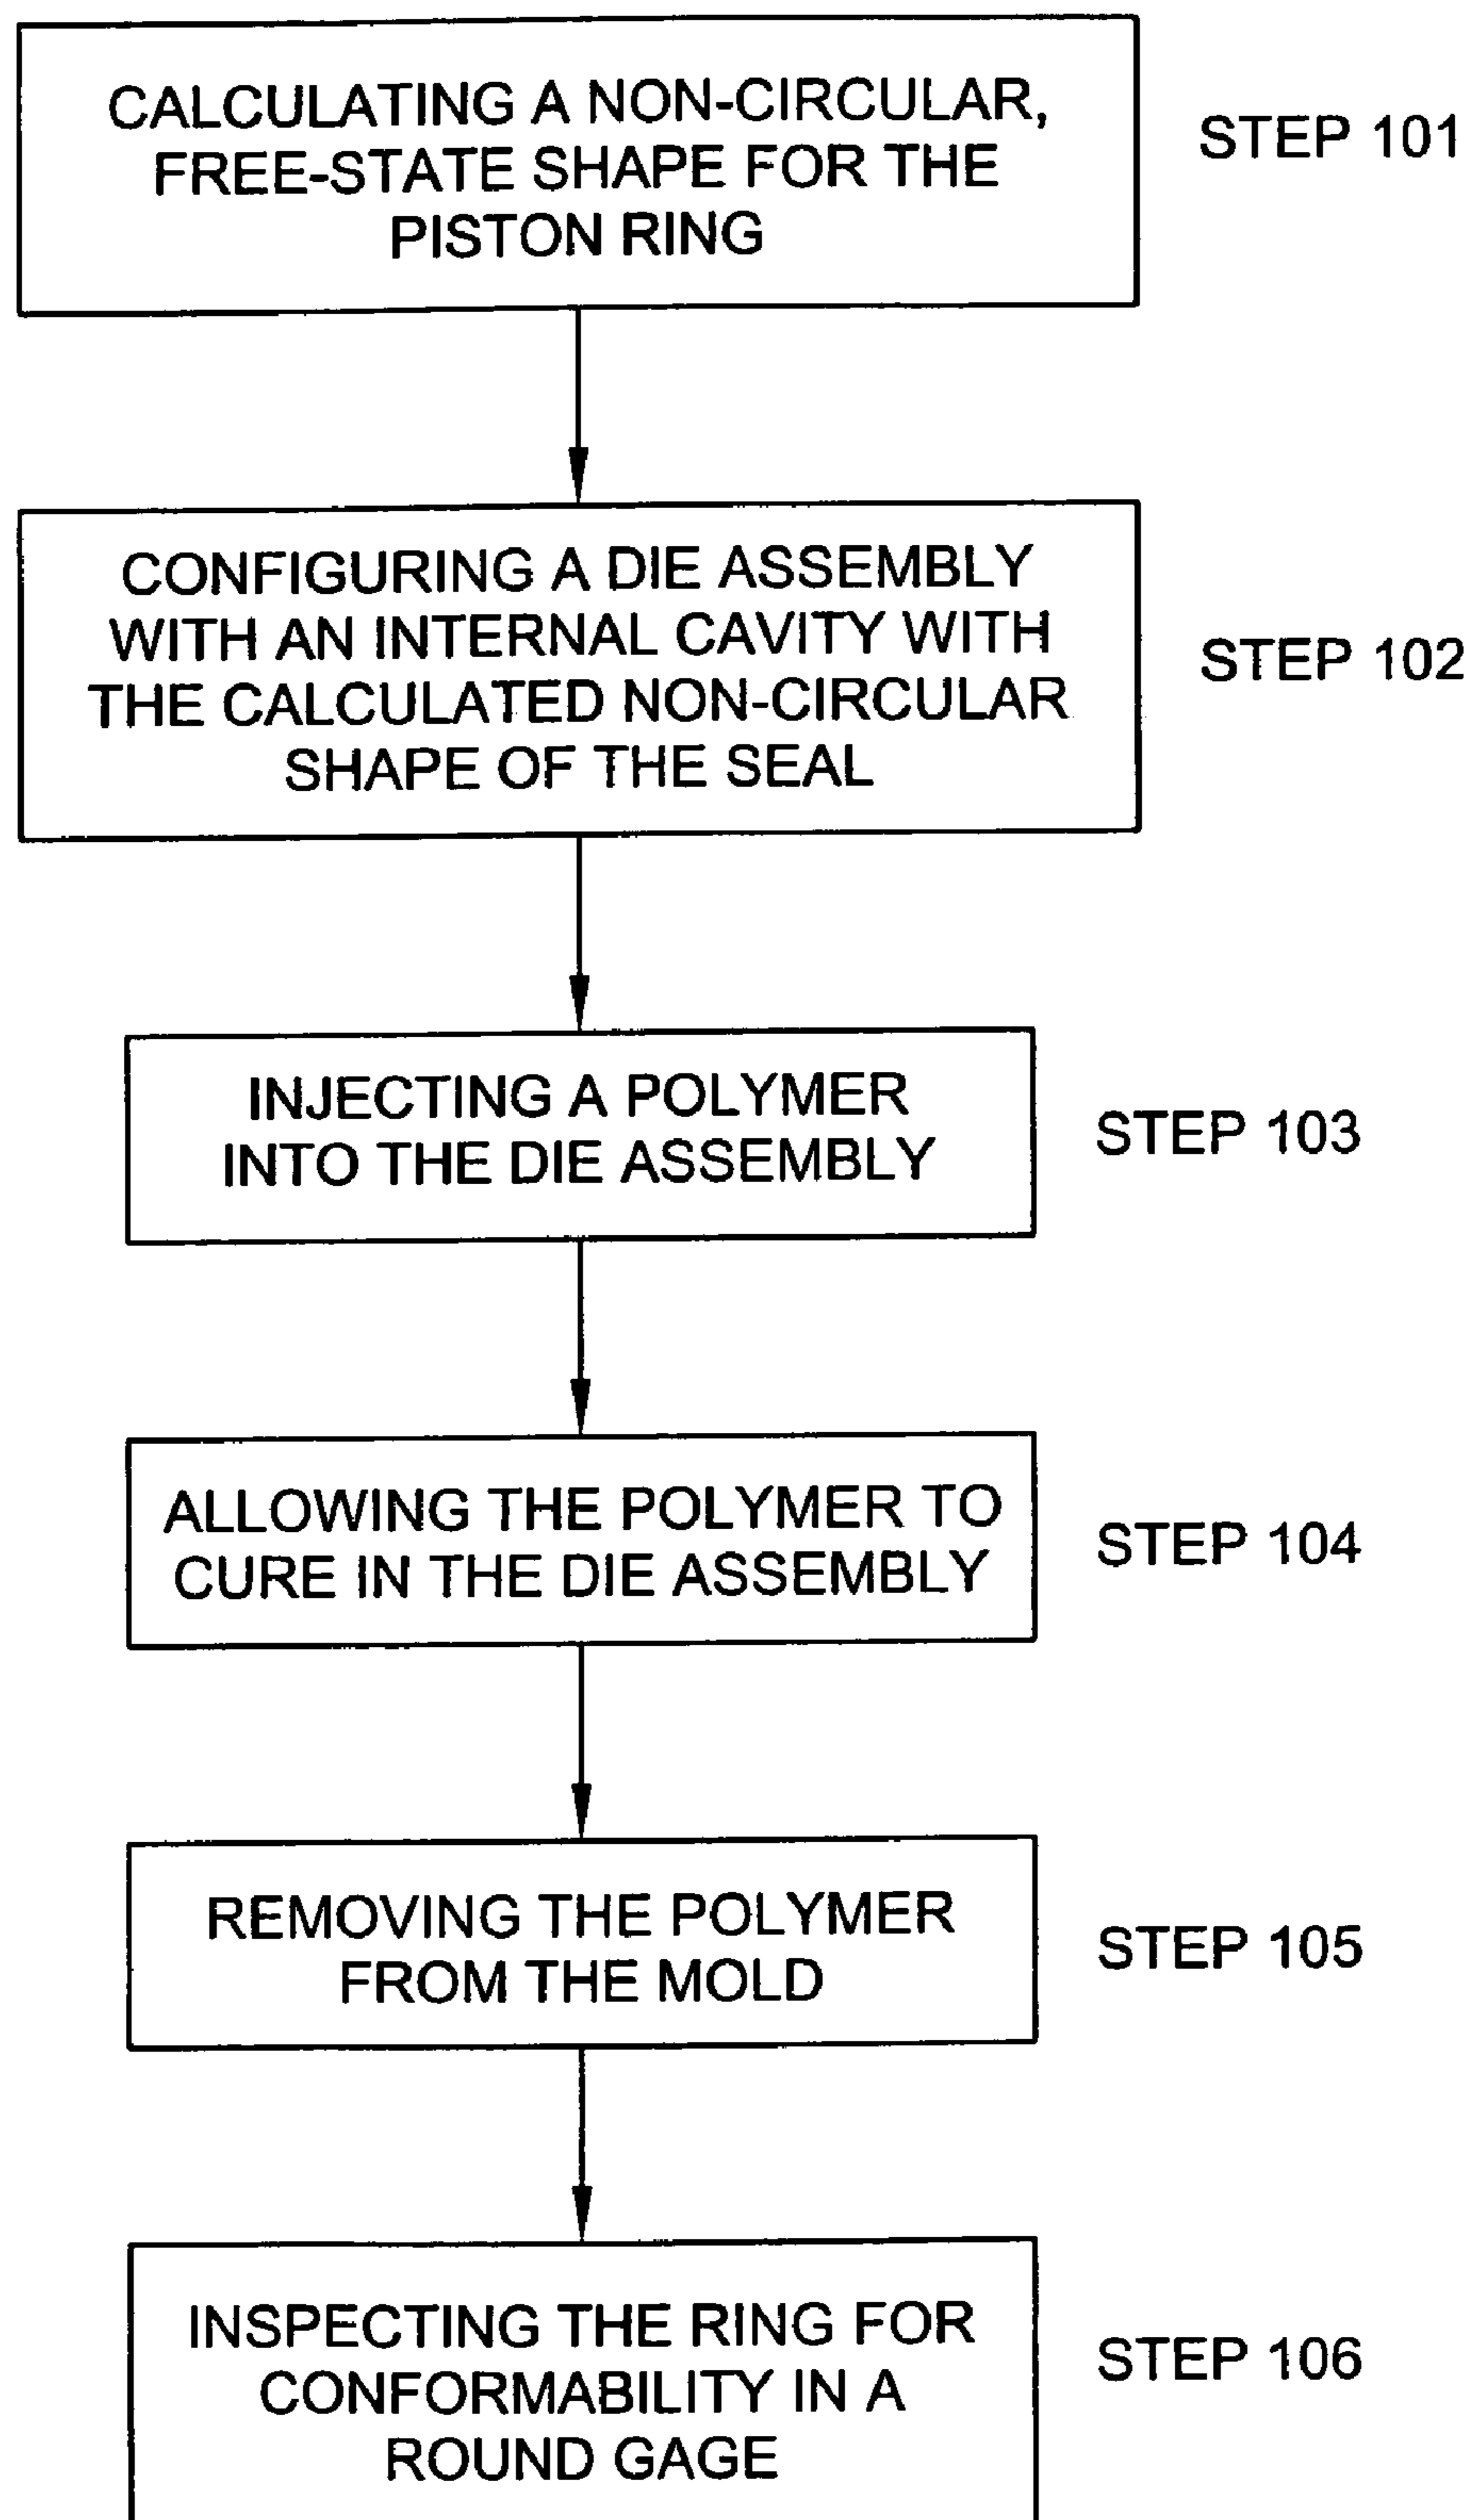 CALCULATING A NON-CIRCULAR,
FREE-STATE SHAPE FOR THE
PISTON RING
STEP 101
CONFIGURING A DIE ASSEMBLY
WITH AN INTERNAL CAVITY WITH
THE CALCULATED NON-CIRCULAR
SHAPE OF THE SEAL
STEP 102
INJECTING A POLYMER
INTO THE DIE ASSEMBLY
STEP 103
ALLOWING THE POLYMER TO
CURE IN THE DIE ASSEMBLY
STEP 104
REMOVING THE POLYMER
FROM THE MOLD
STEP 105
INSPECTING THE RING FOR
CONFORMABILITY IN A
ROUND GAGE
STEP 106